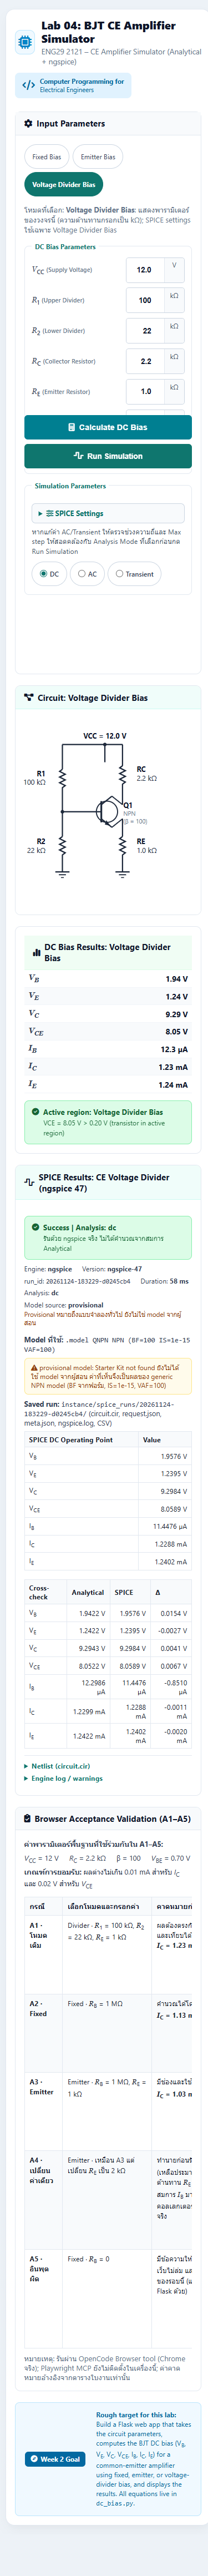 Lab 04: BJT CE Amplifier
Simulator
ENG29 2121 – CE Amplifier Simulator (Analytical
+ ngspice)
Computer Programming for
Electrical Engineers
Input Parameters
Fixed Bias
Emitter Bias
Voltage Divider Bias
โหมดที่เลือก: Voltage Divider Bias: แสดงพารามิเตอร์
ของวงจรนี้ (ความต้านทานกรอกเป็น kΩ); SPICE settings
ใช้เฉพาะ Voltage Divider Bias
DC Bias Parameters
VCC (Supply Voltage) 12.0 V
R1 (Upper Divider) 100 kΩ
R2 (Lower Divider) 22 kΩ
RC (Collector Resistor) 2.2 kΩ
RE (Emitter Resistor) 1.0 kΩ
Calculate DC Bias
Run Simulation
Simulation Parameters
SPICE Settings
หากแก้ค่า AC/Transient ให้ตรวจช่วงความถี่และ Max
step ให้สอดคล้องกับ Analysis Mode ที่เลือกก่อนกด
Run Simulation
DC
AC
Transient
Circuit: Voltage Divider Bias
VCC = 12.0 V
R1
100 kΩ
RC
2.2 kΩ
Q1
NPN
(β = 100)
R2
22 kΩ
RE
1.0 kΩ
DC Bias Results: Voltage Divider
Bias
VB 1.94 V
VE 1.24 V
VC 9.29 V
VCE 8.05 V
IB 12.3 μA
IC 1.23 mA
IE 1.24 mA
Active region: Voltage Divider Bias
VCE = 8.05 V > 0.20 V (transistor in active
region)
SPICE Results: CE Voltage Divider
(ngspice 47)
Success | Analysis: dc
รันด้วย ngspice จริง ไม่ได้คำนวณจากสมการ
Analytical
Engine: ngspice Version: ngspice-47
run_id: 20261124-183229-d0245cb4 Duration: 58 ms
Analysis: dc
Model source: provisional
Provisional หมายถึงแบบจำลองทั่วไป ยังไม่ใช่ model จากผู้
สอน
Model ที่ใช้: .model QNPN NPN (BF=100 IS=1e-15
VAF=100)
provisional model: Starter Kit not found ยังไม่ได้
ใช้ model จากผู้สอน ค่าที่เห็นจึงเป็นผลของ generic
NPN model (BF จากฟอร์ม, IS=1e-15, VAF=100)
Saved run: instance/spice_runs/20261124-
183229-d0245cb4/ (circuit.cir, request.json,
meta.json, ngspice.log, CSV)
SPICE DC Operating Point Value
VB 1.9576 V
VE 1.2395 V
VC 9.2984 V
VCE 8.0589 V
IB 11.4476 μA
IC 1.2288 mA
IE 1.2402 mA
Cross-
check Analytical SPICE Δ
VB 1.9422 V 1.9576 V 0.0154 V
VE 1.2422 V 1.2395 V -0.0027 V
VC 9.2943 V 9.2984 V 0.0041 V
VCE 8.0522 V 8.0589 V 0.0067 V
IB 12.2986 μA 11.4476 μA -0.8510 μA
IC 1.2299 mA 1.2288 mA -0.0011 mA
IE 1.2422 mA 1.2402 mA -0.0020 mA
Netlist (circuit.cir)
Engine log / warnings
Browser Acceptance Validation (A1–A5)
ค่าพารามิเตอร์พื้นฐานที่ใช้ร่วมกันใน A1–A5:
VCC = 12 V RC = 2.2 kΩ β = 100 VBE = 0.70 V
เกณฑ์การยอมรับ: ผลต่างไม่เกิน 0.01 mA สำหรับ IC
และ 0.02 V สำหรับ VCE
กรณี เลือกโหมดและกรอกค่า
A1 ·
โหมด
เดิม
Divider · R1 = 100 kΩ, R2
= 22 kΩ, RE = 1 kΩ
IC = 1.23 m
A2 ·
Fixed
Fixed · RB = 1 MΩ
IC = 1.13 m
A3 ·
Emitter
Emitter · RB = 1 MΩ, RE =
1 kΩ
IC = 1.03 m
A4 ·
เปลี่ยน
ค่าเดียว
Emitter · เหมือน A3 แต่
เปลี่ยน RE เป็น 2 kΩ
A5 ·
อินพุต
ผิด
Fixed · RB = 0
หมายเหตุ: รันผ่าน OpenCode Browser tool (Chrome
จริง); Playwright MCP ยังไม่ติดตั้งในเครื่องนี้; ค่าคาด
หมายอ้างอิงจากตารางในงานเท่านั้น
Week 2 Goal
Rough target for this lab:
Build a Flask web app that takes
the circuit parameters,
computes the BJT DC bias (VB,
VE, VC, VCE, IB, IC, IE) for a
common-emitter amplifier
using fixed, emitter, or voltage-
divider bias, and displays the
results. All equations live in
dc_bias.py.